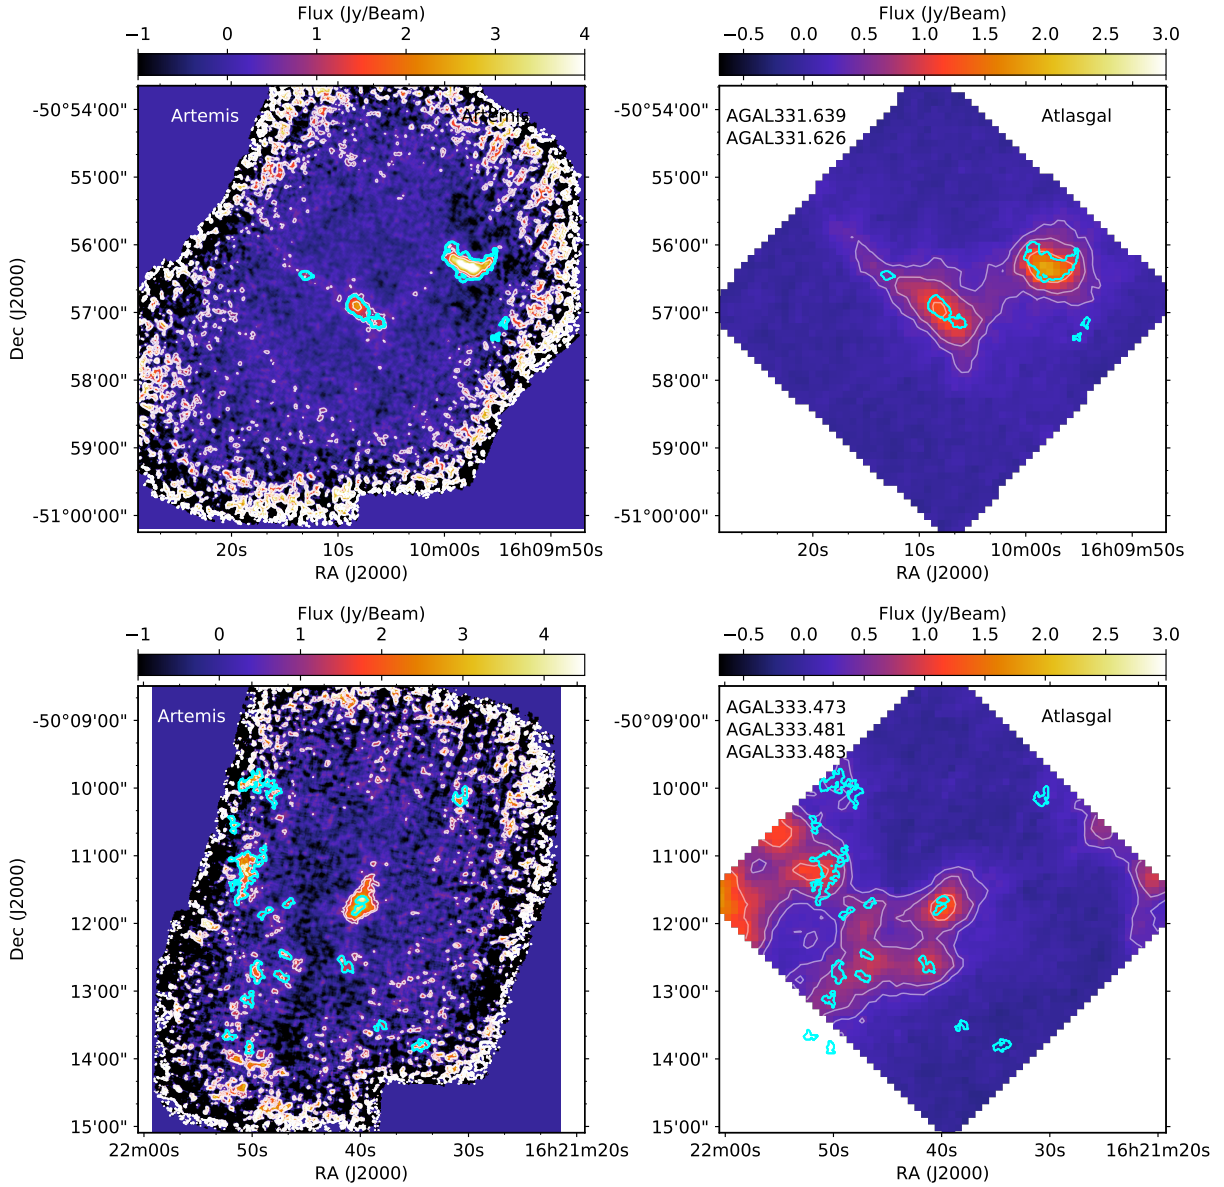 Flux (Jy/Beam)
−1 0 1 2 3 4
Artemis
Artemis
-50°54'00"
55'00"
56'00"
57'00"
58'00"
59'00"
-51°00'00"
Dec (J2000)
20s 10s 10m00s 16h09m50s
RA (J2000)
Flux (Jy/Beam)
−0.5 0.0 0.5 1.0 1.5 2.0 2.5 3.0
AGAL331.639
AGAL331.626
Atlasgal
-50°54'00"
55'00"
56'00"
57'00"
58'00"
59'00"
-51°00'00"
20s 10s 10m00s 16h09m50s
RA (J2000)
Flux (Jy/Beam)
−1 0 1 2 3 4
Artemis
-50°09'00"
10'00"
11'00"
12'00"
13'00"
14'00"
15'00"
Dec (J2000)
22m00s 50s 40s 30s 16h21m20s
RA (J2000)
Flux (Jy/Beam)
−0.5 0.0 0.5 1.0 1.5 2.0 2.5 3.0
AGAL333.473
AGAL333.481
AGAL333.483
Atlasgal
-50°09'00"
10'00"
11'00"
12'00"
13'00"
14'00"
15'00"
22m00s 50s 40s 30s 16h21m20s
RA (J2000)